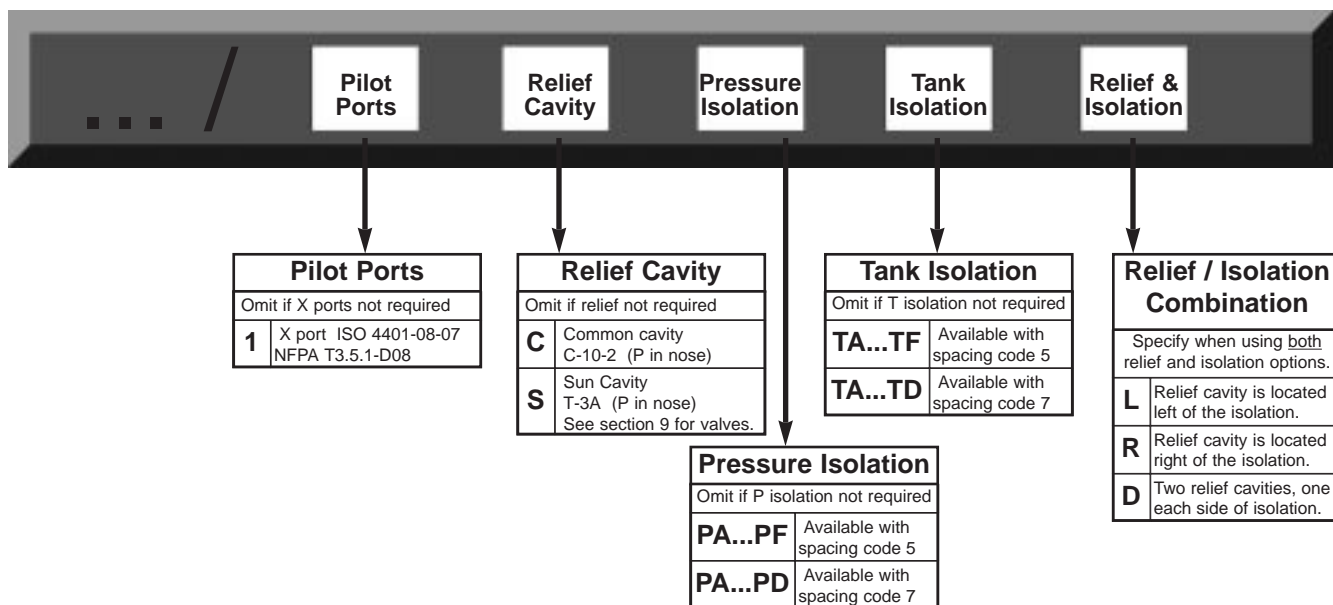 ... /
Pilot
Ports
Relief
Cavity
Pressure
Isolation
Tank
Isolation
Relief &
Isolation
Pilot Ports
Omit if X ports not required
1
X port ISO 4401-08-07
NFPA T3.5.1-D08
Relief Cavity
Omit if relief not required
C
Common cavity
C-10-2 (P in nose)
S
Sun Cavity
T-3A (P in nose)
See section 9 for valves.
Pressure Isolation
Omit if P isolation not required
PA...PF
Available with
spacing code 5
PA...PD
Available with
spacing code 7
Tank Isolation
Omit if T isolation not required
TA...TF
Available with
spacing code 5
TA...TD
Available with
spacing code 7
Relief / Isolation
Combination
Specify when using both
relief and isolation options.
L
Relief cavity is located
left of the isolation.
R
Relief cavity is located
right of the isolation.
D
Two relief cavities, one
each side of isolation.